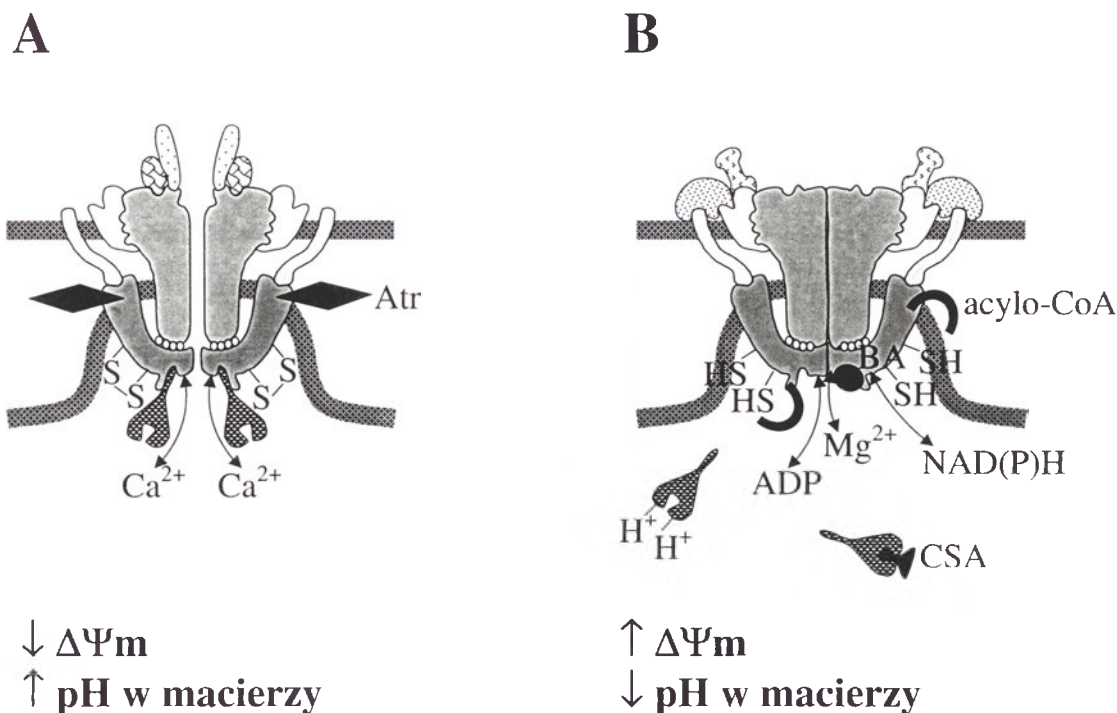 A
B
Atr
S
S
S
S
Ca2+
Ca2+
acylo-CoA
BA
HS
HS
SH
SH
Mg2+
ADP
NAD(P)H
H+
H+
CSA
↓ ΔΨm
↑ pH w macierzy
↑ ΔΨm
↓ pH w macierzy